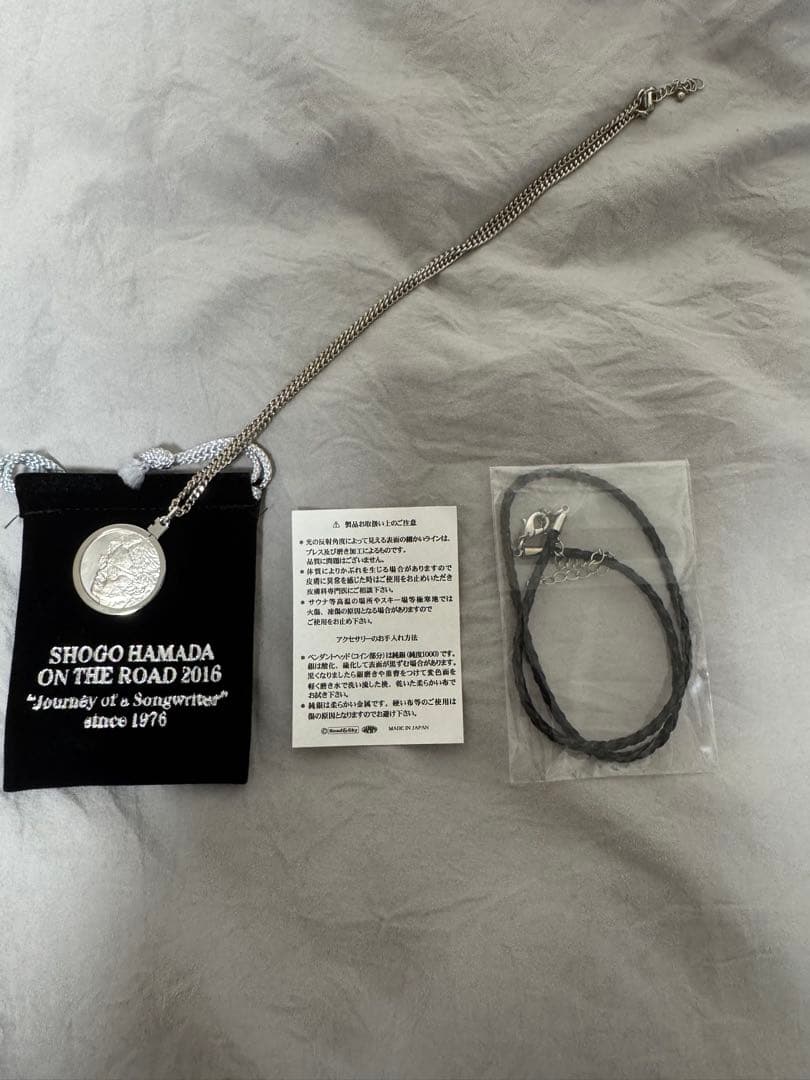 SHOGO HAMADA
ON THE ROAD 2016
"Journey of a Songwriter"
since 1976
⚠ 製品お取扱い上のご注意
● 光の反射角度によって見える表面の細かいラインは、
プレス及び磨き加工によるものです。
品質に問題はございません。
● 体質によりかぶれを生じる場合がありますので
皮膚に異常を感じた時はご使用をお止めいただき
皮膚科専門医にご相談下さい。
● サウナ等高温の場所やスキー場等極寒地では
火傷、凍傷の原因となる場合がありますので
ご使用をお止め下さい。
アクセサリーのお手入れ方法
● ペンダントヘッド(コイン部分)は純銀(純度1000)です。
銀は酸化、硫化して表面が黒ずむ場合があります。
黒くなりましたら銀磨きや重曹をつけて変色面を
軽く磨き水で洗い流した後、乾いた柔らかい布で
お拭き下さい。
● 純銀は柔らかい金属です。硬い布等のご使用は
傷の原因となりますのでお避け下さい。
© Road&Sky MADE IN JAPAN